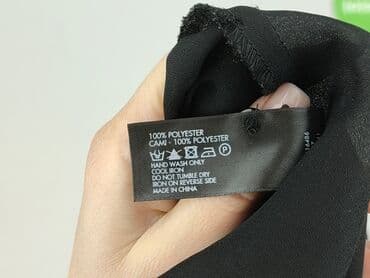 100% POLYESTER
CAMI - 100% POLYESTER
P
HAND WASH ONLY
COOL IRON
DO NOT TUMBLE DRY
IRON ON REVERSE SIDE
MADE IN CHINA